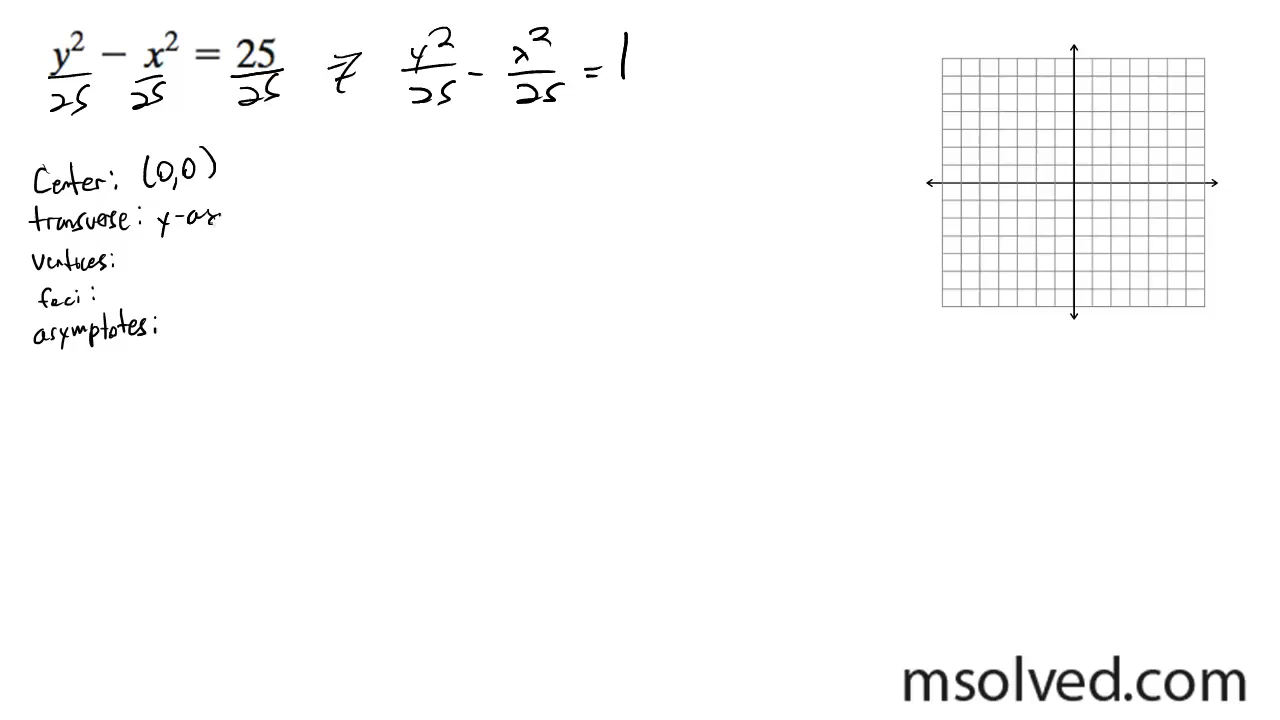 y² − x² = 25 ⇒ y²/25 - x²/25 = 1
25 25 25
Center: (0,0)
transverse: y-ax
vertices:
foci:
asymptotes:
msolved.com